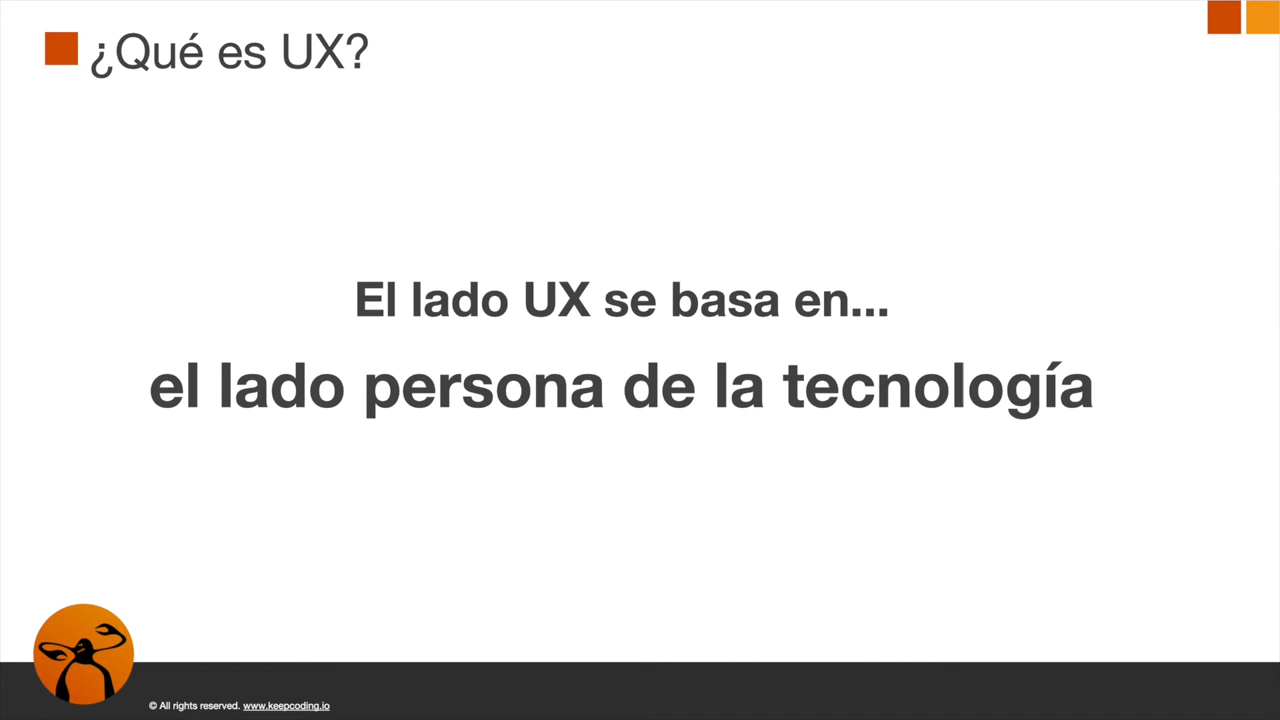 ¿Qué es UX?
El lado UX se basa en...
el lado persona de la tecnología
© All rights reserved. www.keepcoding.io